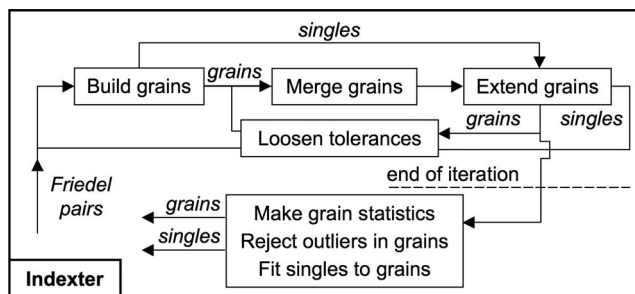 singles
Build grains
grains
Merge grains
Extend grains
Loosen tolerances
grains
singles
Friedel
pairs
end of iteration
grains
singles
Make grain statistics
Reject outliers in grains
Fit singles to grains
Indexter